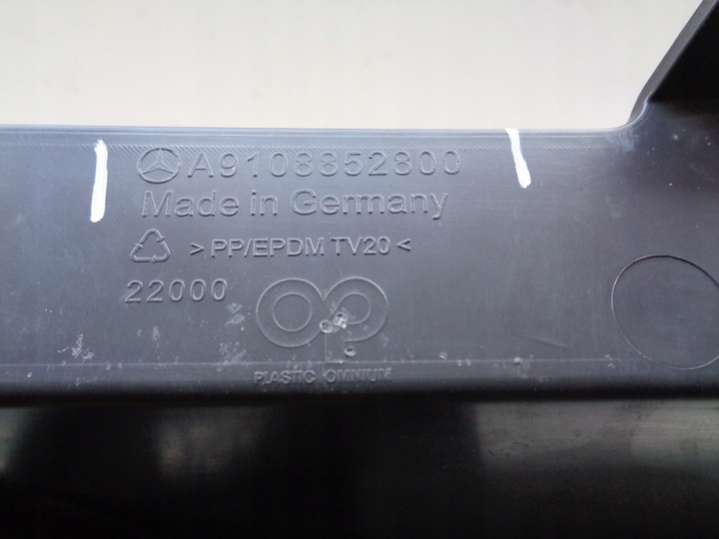 A9108852800
Made in Germany
>PP/EPDM TV20<
22000
PLASTIC OMNIUM